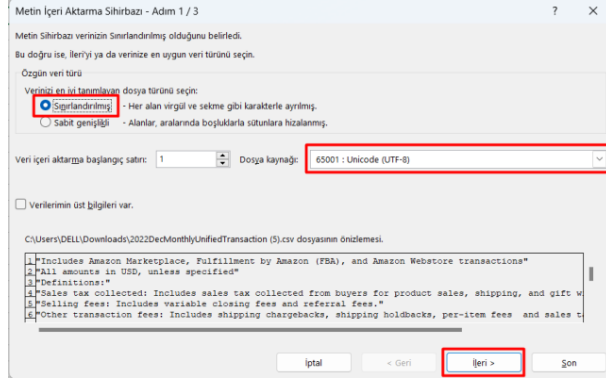 Metin İçeri Aktarma Sihirbazı - Adım 1 / 3
Metin Sihirbazı verinizin Sınırlandırılmış olduğunu belirledi.
Bu doğru ise, İleri'yi ya da verinize en uygun veri türünü seçin.
Özgün veri türü
Verinizi en iyi tanımlayan dosya türünü seçin:
Sınırlandırılmış - Her alan virgül ve sekme gibi karakterle ayrılmış.
Sabit genişlikli - Alanlar, aralarında boşluklarla sütunlara hizalanmış.
Veri içeri aktarma başlangıç satırı: 1 Dosya kaynağı: 65001 : Unicode (UTF-8)
Verilerimin üst bilgileri var.
C:\Users\DELL\Downloads\2022DecMonthlyUnifiedTransaction (5).csv dosyasının önizlemesi.
1 "Includes Amazon Marketplace, Fulfillment by Amazon (FBA), and Amazon Webstore transactions"
2 "All amounts in USD, unless specified"
3 "Definitions:"
4 "Sales tax collected: Includes sales tax collected from buyers for product sales, shipping, and gift w
5 "Selling fees: Includes variable closing fees and referral fees."
6 "Other transaction fees: Includes shipping chargebacks, shipping holdbacks, per-item fees and sales t
İptal < Geri İleri > Son